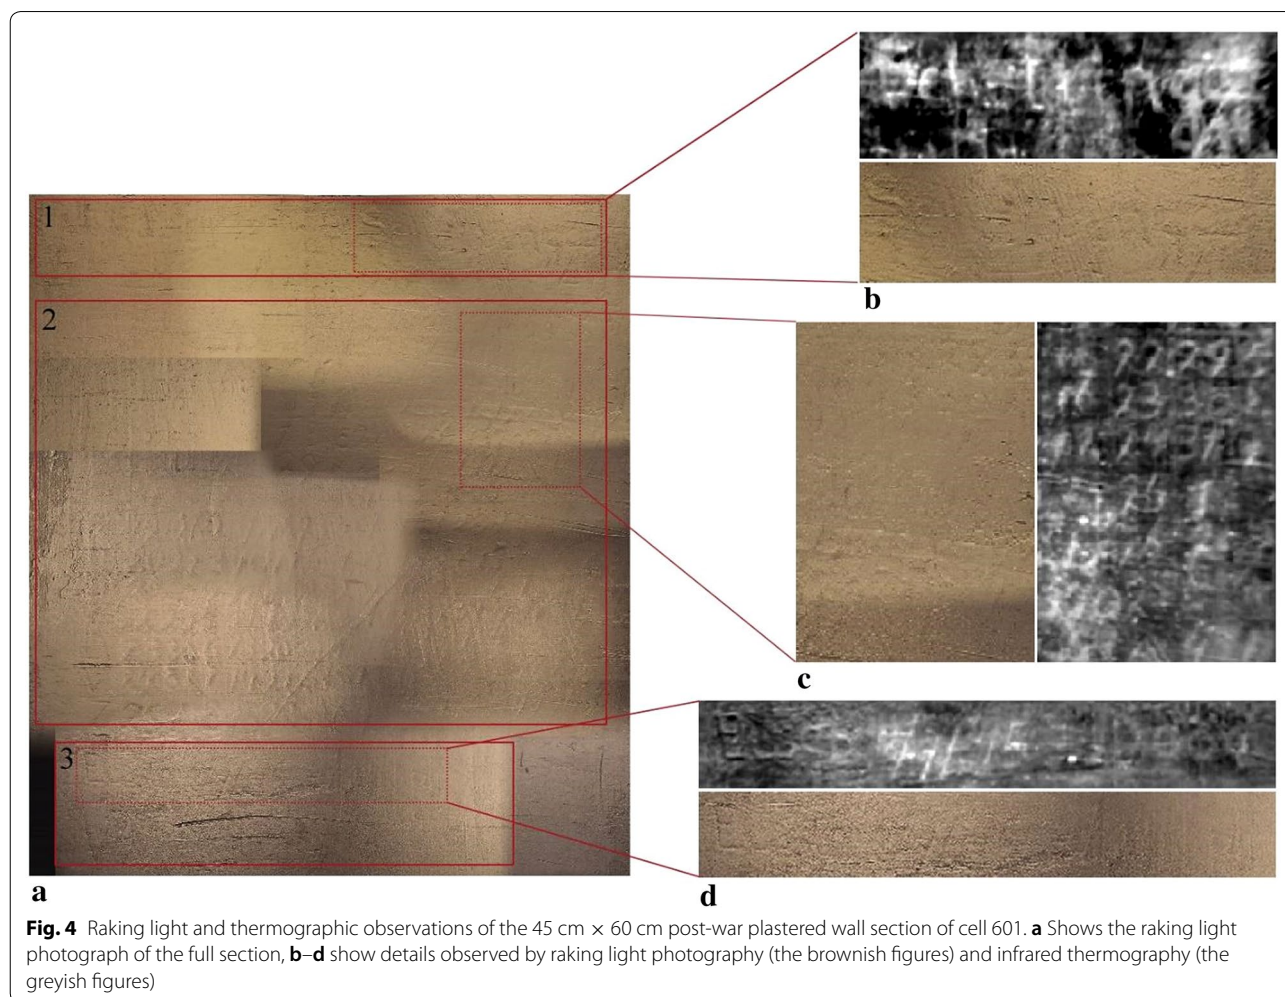 1
2
3
a
b
c
d
Fig. 4 Raking light and thermographic observations of the 45 cm × 60 cm post-war plastered wall section of cell 601. a Shows the raking light
photograph of the full section, b–d show details observed by raking light photography (the brownish figures) and infrared thermography (the
greyish figures)